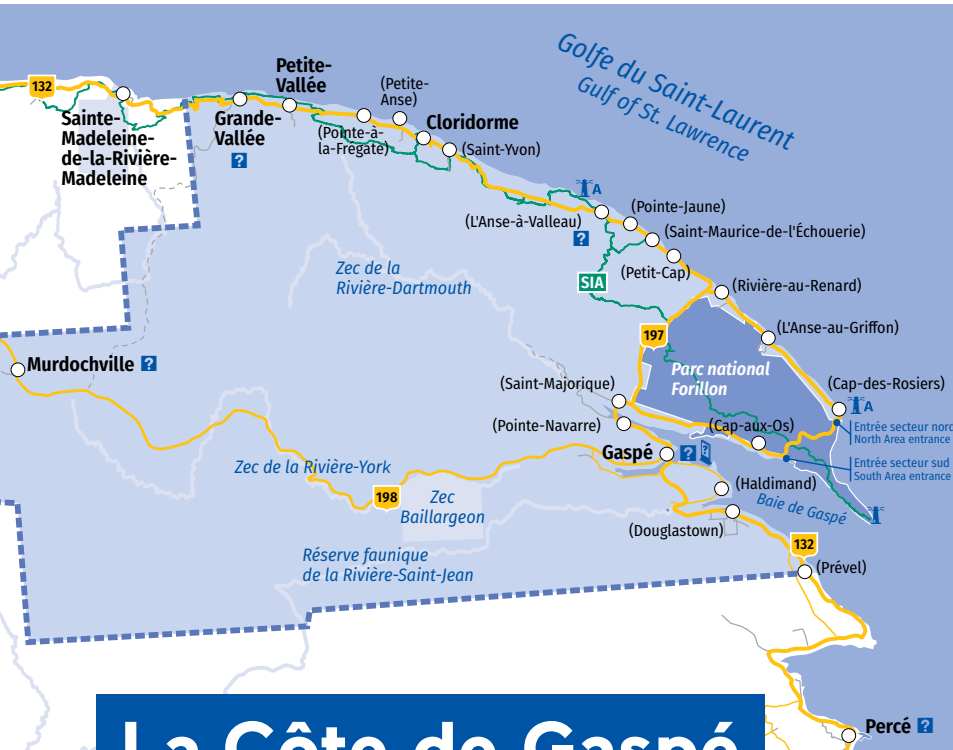 Golfe du Saint-Laurent
Gulf of St. Lawrence
132
Sainte-
Madeleine-
de-la-Rivière-
Madeleine
Grande-
Vallée
?
Petite-
Vallée
(Petite-
Anse)
(Pointe-à-
la-Frégate)
Cloridorme
(Saint-Yvon)
A
(L'Anse-à-Valleau)
?
(Pointe-Jaune)
(Saint-Maurice-de-l'Échouerie)
(Petit-Cap)
SIA
Zec de la
Rivière-Dartmouth
(Rivière-au-Renard)
197
(L'Anse-au-Griffon)
Murdochville ?
Parc national
Forillon
(Saint-Majorique)
(Cap-des-Rosiers)
A
(Pointe-Navarre)
(Cap-aux-Os)
Entrée secteur nord
North Area entrance
Gaspé ? ?
Entrée secteur sud
South Area entrance
Zec de la Rivière-York
198
Zec
Baillargeon
(Haldimand)
Baie de Gaspé
(Douglastown)
132
Réserve faunique
de la Rivière-Saint-Jean
(Prével)
La Côte de Gaspé
Percé ?